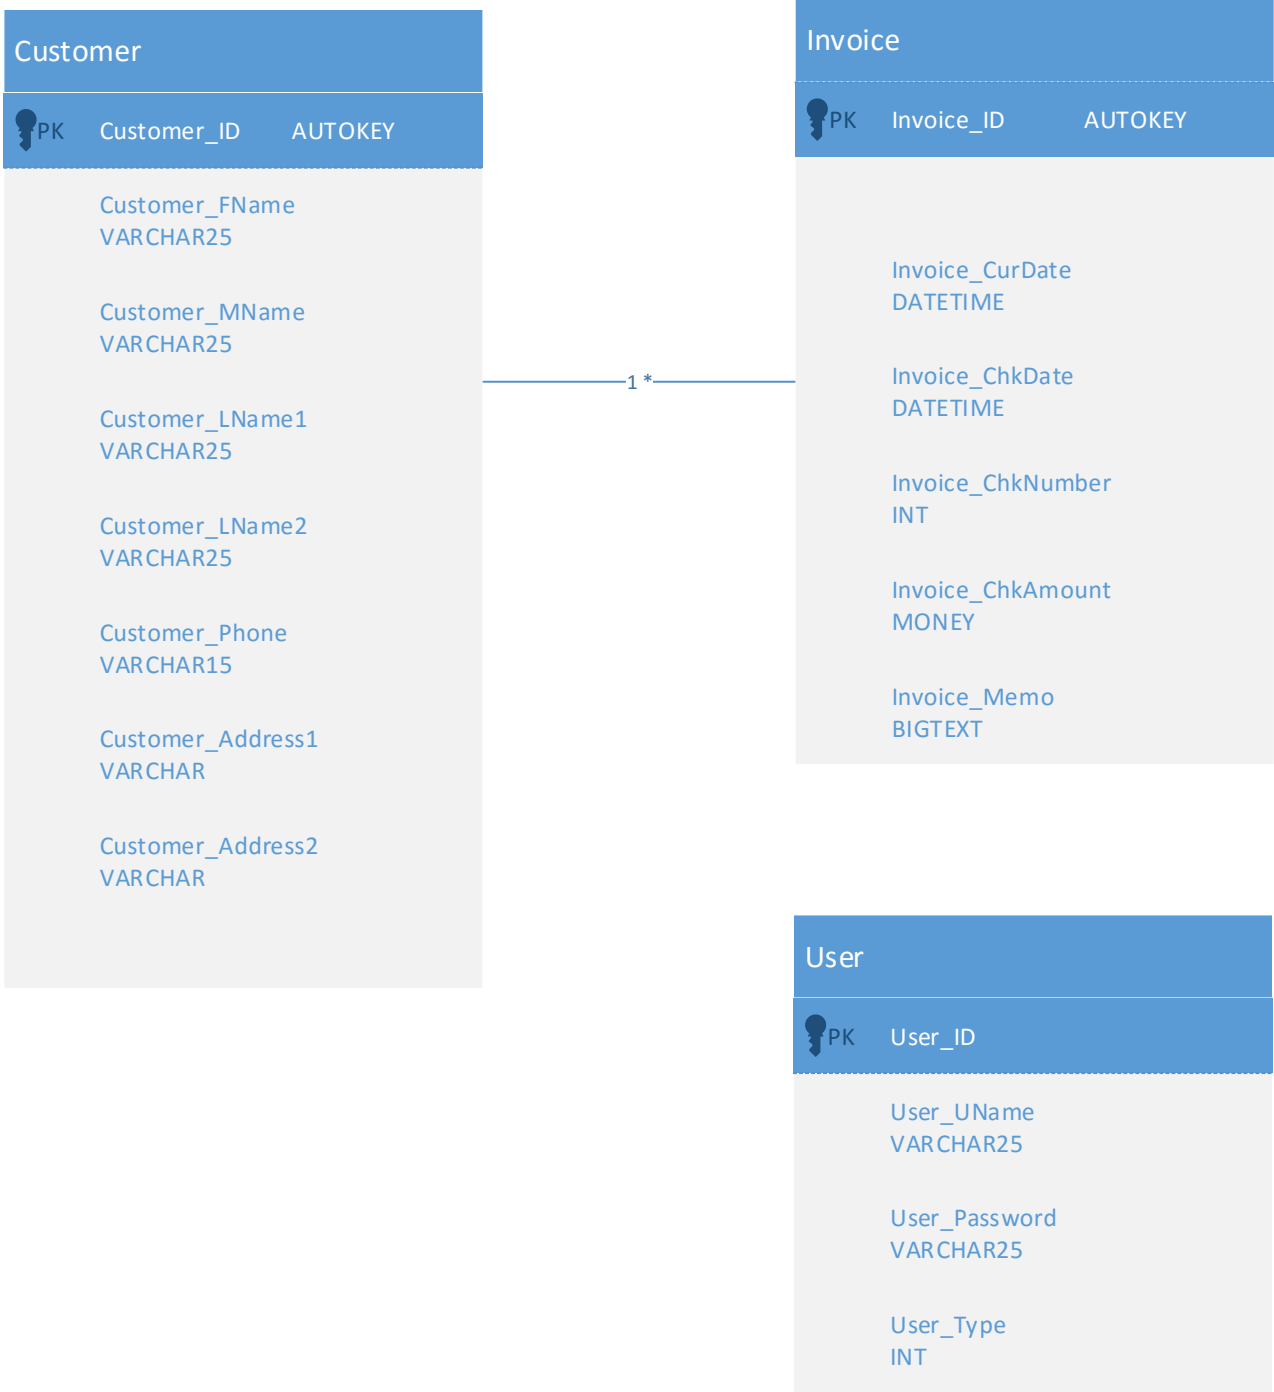 Customer
PK Customer_ID AUTOKEY
Customer_FName
VARCHAR25
Customer_MName
VARCHAR25
Customer_LName1
VARCHAR25
Customer_LName2
VARCHAR25
Customer_Phone
VARCHAR15
Customer_Address1
VARCHAR
Customer_Address2
VARCHAR
1 *
Invoice
PK Invoice_ID AUTOKEY
Invoice_CurDate
DATETIME
Invoice_ChkDate
DATETIME
Invoice_ChkNumber
INT
Invoice_ChkAmount
MONEY
Invoice_Memo
BIGTEXT
User
PK User_ID
User_UName
VARCHAR25
User_Password
VARCHAR25
User_Type
INT